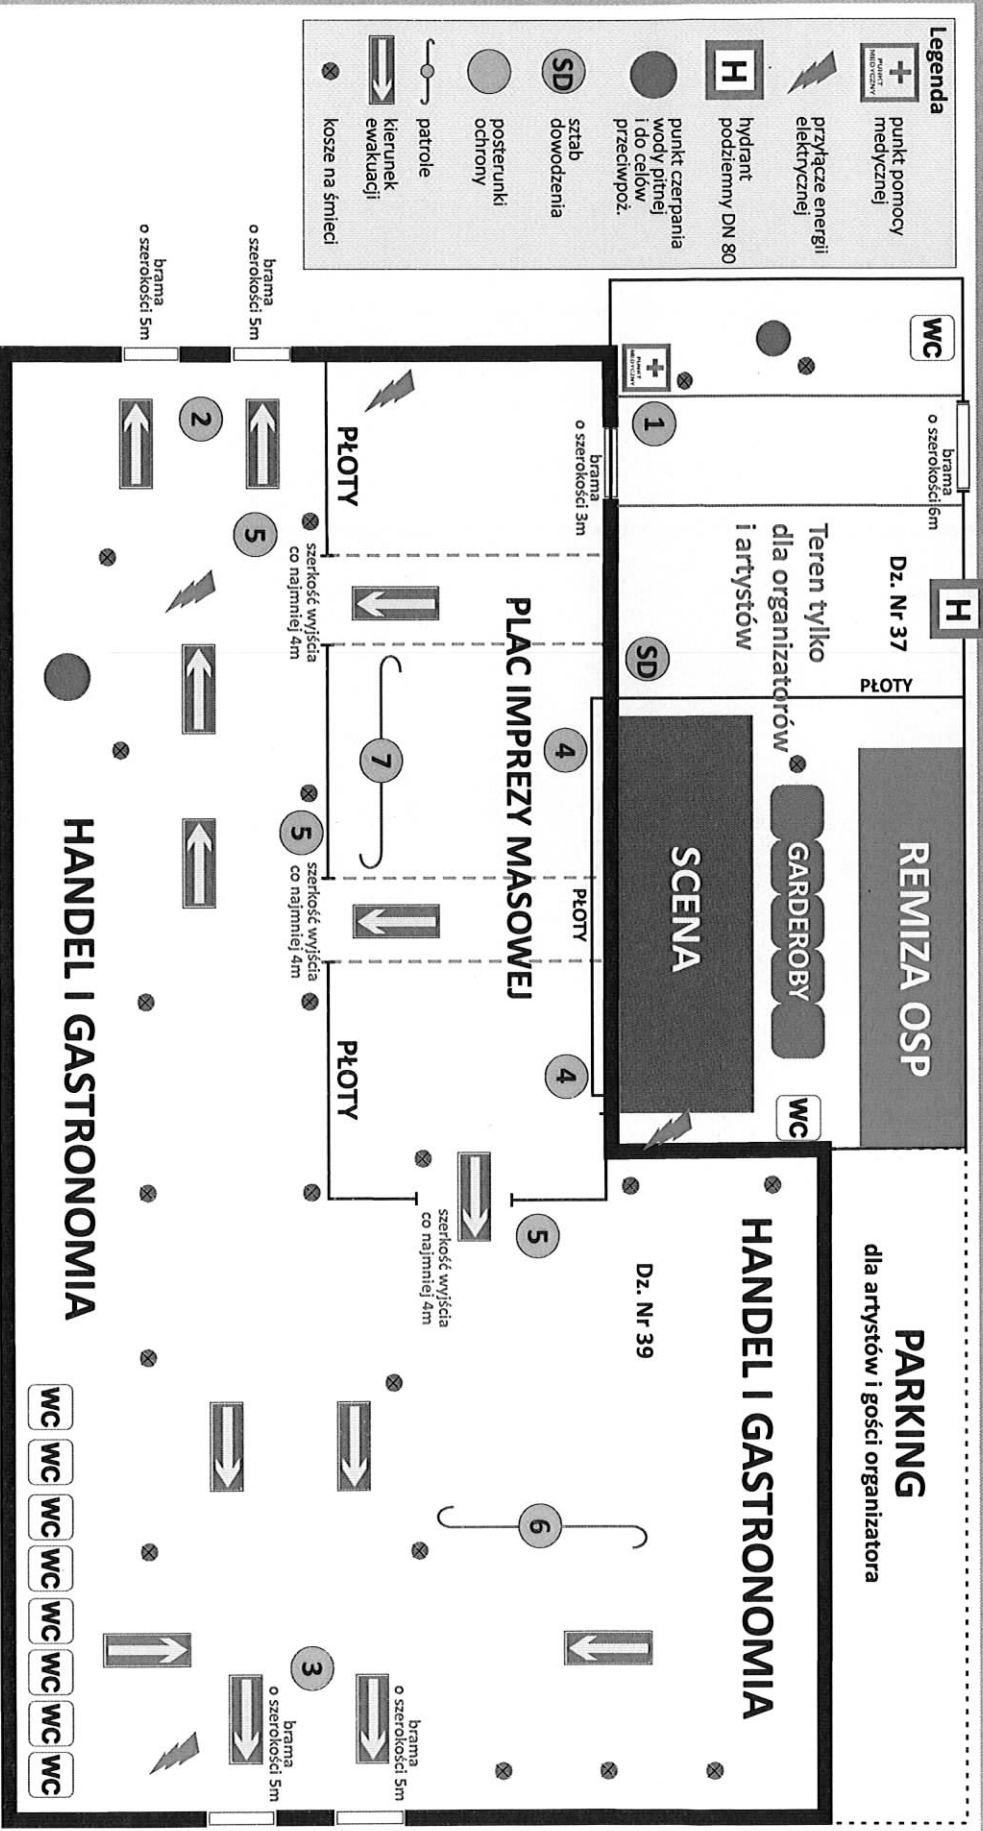 Legenda
PUNKT
MEDYCZNY
punkt pomocy
medycznej
przyłącze energii
elektrycznej
H
hydrant
podziemny DN 80
punkt czerpania
wody pitnej
i do celów
przeciwpoż.
SD
sztab
dowodzenia
posterunki
ochrony
patrole
kierunek
ewakuacji
kosze na śmieci
WC
brama
o szerokości 6m
H
Dz. Nr 37
PŁOTY
REMIZA OSP
PARKING
dla artystów i gości organizatora
Teren tylko
dla organizatorów
i artystów
GARDEROBY
WC
PUNKT
MEDYCZNY
1
SD
SCENA
HANDEL I GASTRONOMIA
Dz. Nr 39
brama
o szerokości 3m
4
PŁOTY
4
5
6
PLAC IMPREZY MASOWEJ
szerkość wyjścia
co najmniej 4m
PŁOTY
7
PŁOTY
szerkość wyjścia
co najmniej 4m
szerkość wyjścia
co najmniej 4m
brama
o szerokości 5m
5
5
3
brama
o szerokości 5m
brama
o szerokości 5m
2
brama
o szerokości 5m
HANDEL I GASTRONOMIA
WC WC WC WC WC WC WC WC